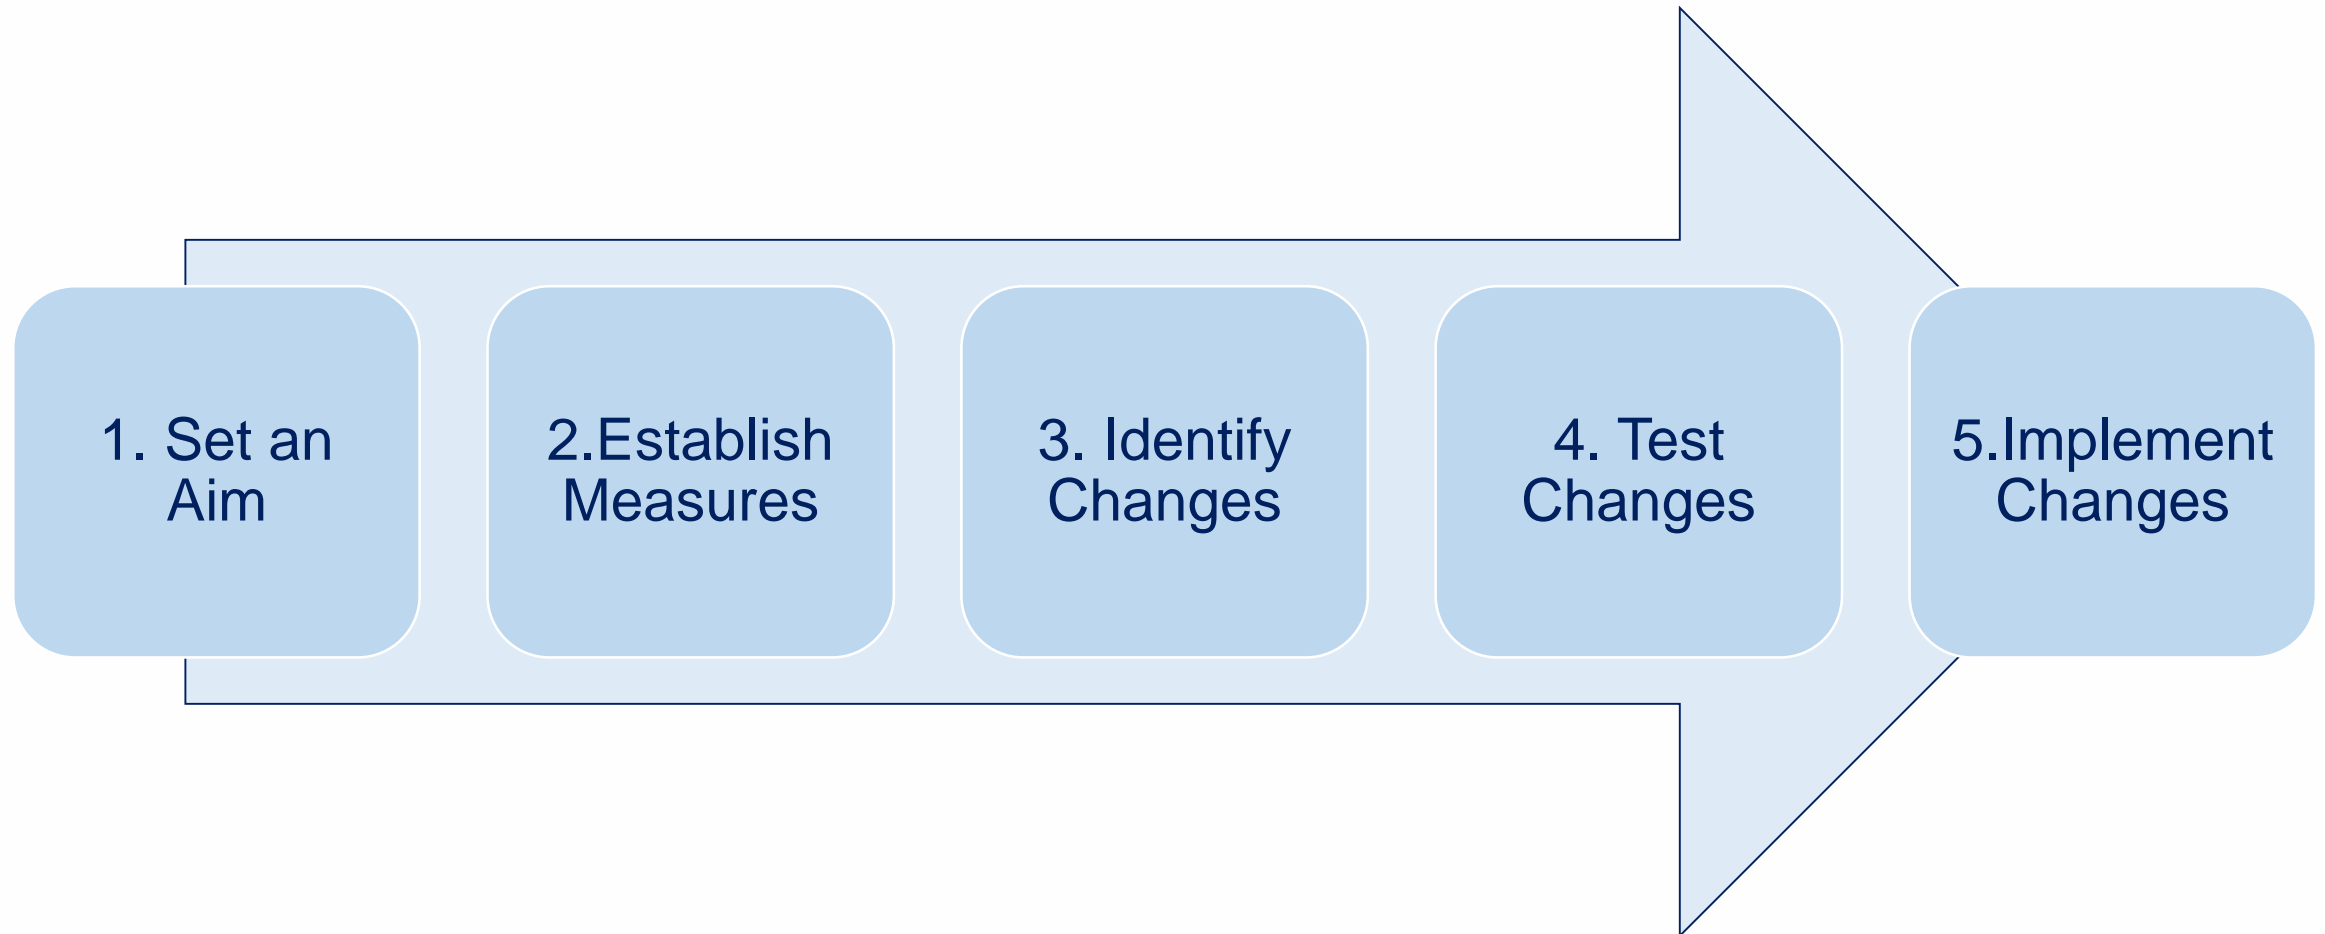 1. Set an
Aim
2.Establish
Measures
3. Identify
Changes
4. Test
Changes
5.Implement
Changes